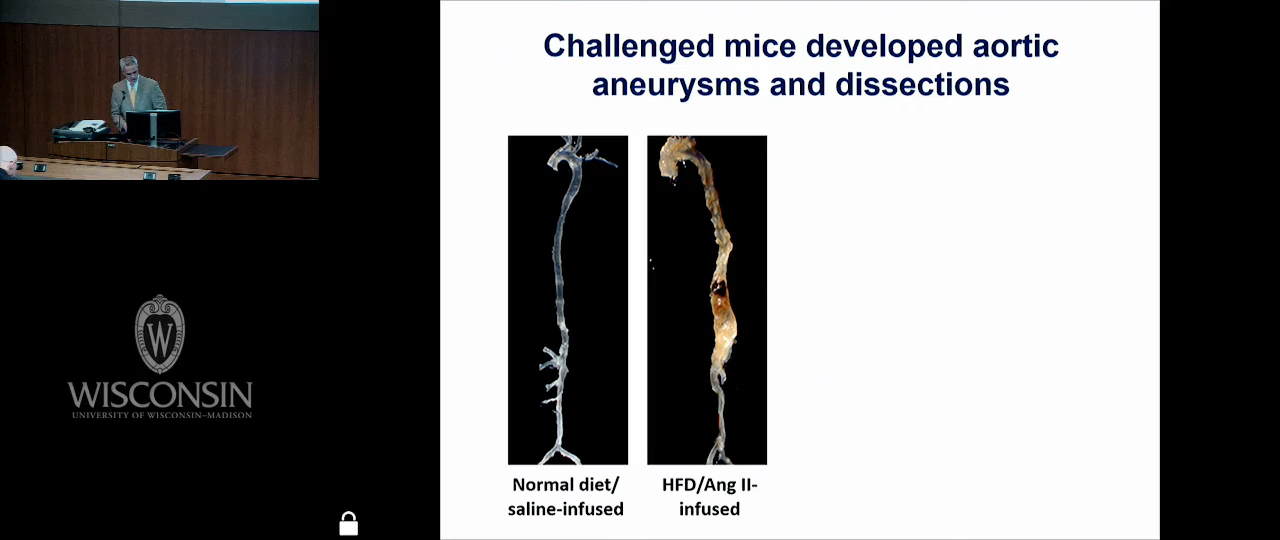 Challenged mice developed aortic
aneurysms and dissections
Normal diet/
saline-infused
HFD/Ang II-
infused
W
WISCONSIN
UNIVERSITY OF WISCONSIN–MADISON